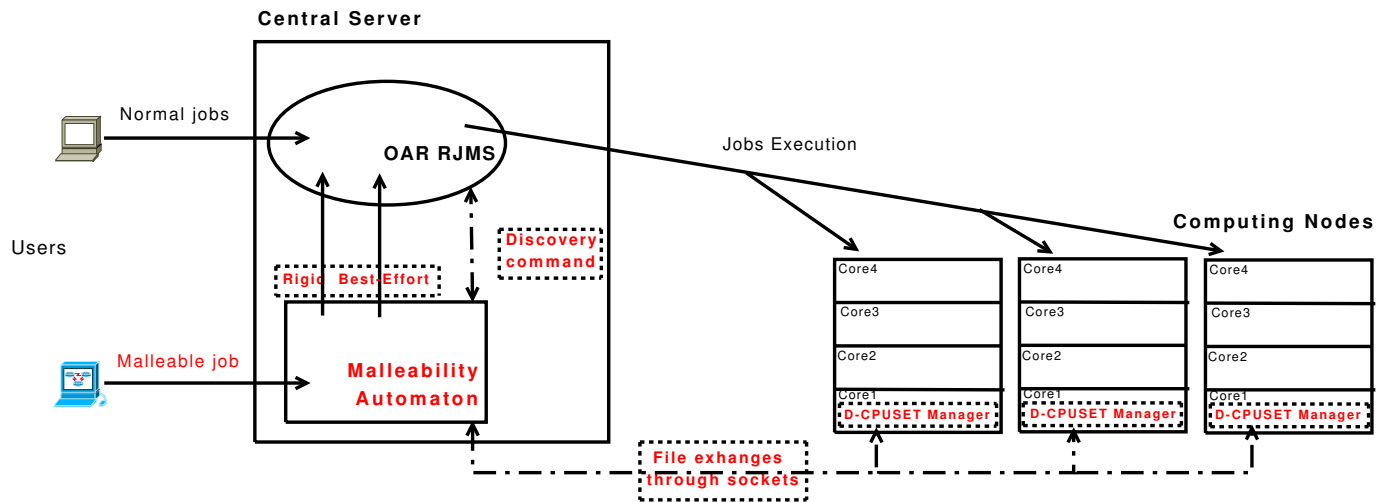 Central Server
Normal jobs
OAR RJMS
Jobs Execution
Computing Nodes
Users
Discovery
command
Rigid Best-Effort
Malleable job
Malleability
Automaton
Core4
Core3
Core2
Core1
D-CPUSET Manager
Core4
Core3
Core2
Core1
D-CPUSET Manager
Core4
Core3
Core2
Core1
D-CPUSET Manager
File exhanges
through sockets